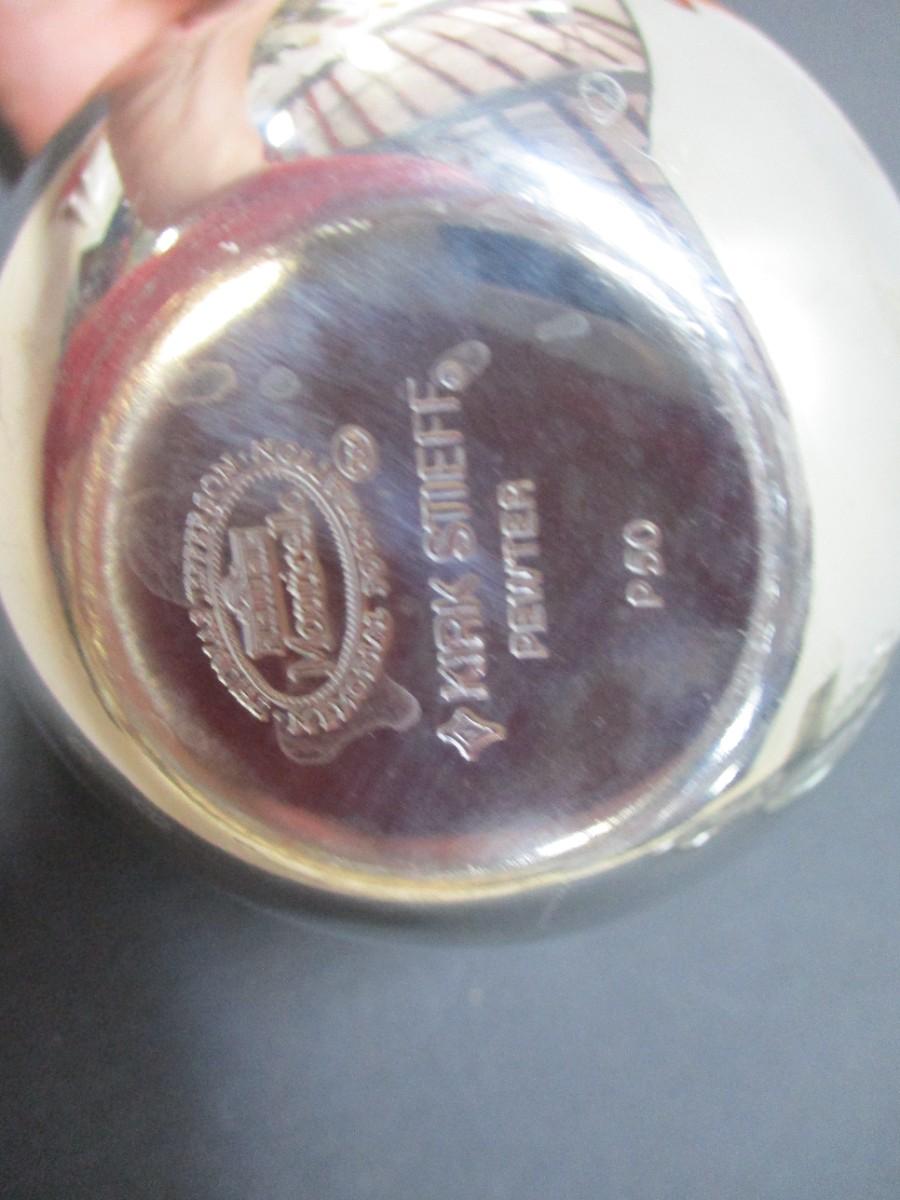 Monticello
KIRK STIEFF®
PEWTER
P50